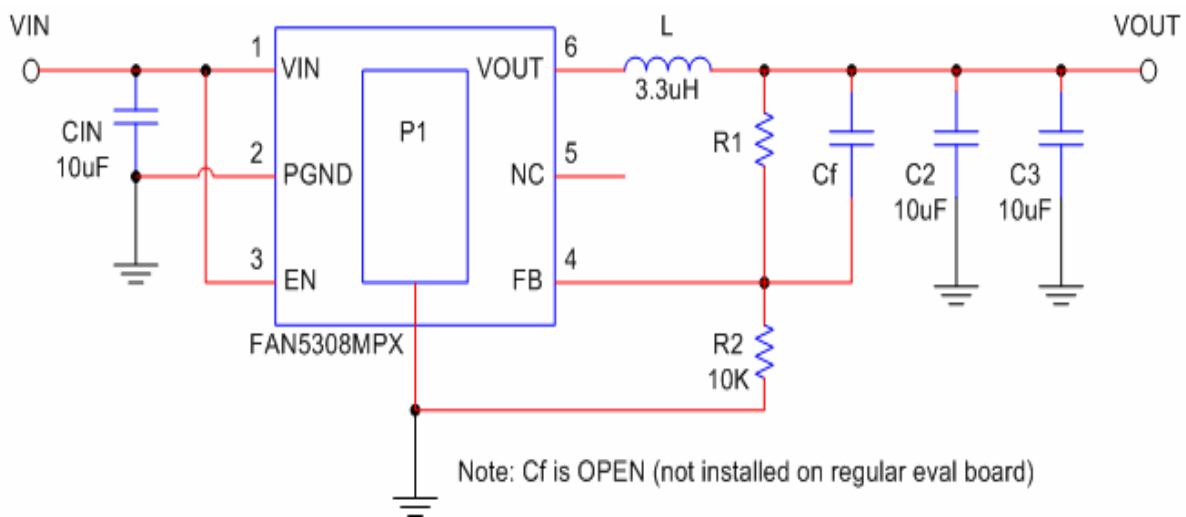 VIN
L
VOUT
1
6
VIN
VOUT
3.3uH
CIN
10uF
P1
R1
2
5
PGND
NC
Cf
C2
10uF
C3
10uF
3
4
EN
FB
FAN5308MPX
R2
10K
Note: Cf is OPEN (not installed on regular eval board)